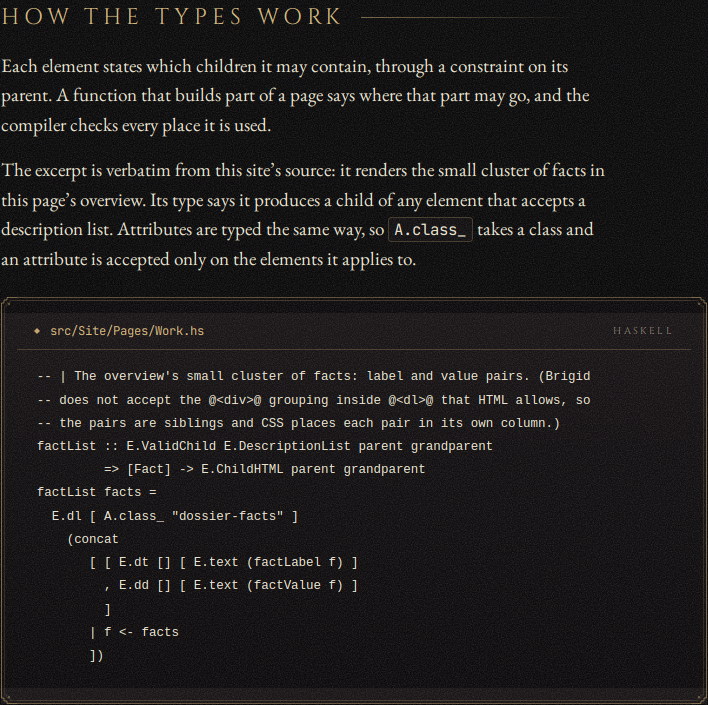 HOW THE TYPES WORK
Each element states which children it may contain, through a constraint on its
parent. A function that builds part of a page says where that part may go, and the
compiler checks every place it is used.
The excerpt is verbatim from this site’s source: it renders the small cluster of facts in
this page’s overview. Its type says it produces a child of any element that accepts a
description list. Attributes are typed the same way, so A.class_ takes a class and
an attribute is accepted only on the elements it applies to.
◆ src/Site/Pages/Work.hs HASKELL
-- | The overview's small cluster of facts: label and value pairs. (Brigid
-- does not accept the @<div>@ grouping inside @<dl>@ that HTML allows, so
-- the pairs are siblings and CSS places each pair in its own column.)
factList :: E.ValidChild E.DescriptionList parent grandparent
         => [Fact] -> E.ChildHTML parent grandparent
factList facts =
  E.dl [ A.class_ "dossier-facts" ]
    (concat
       [ [ E.dt [] [ E.text (factLabel f) ]
         , E.dd [] [ E.text (factValue f) ]
         ]
       | f <- facts
       ])